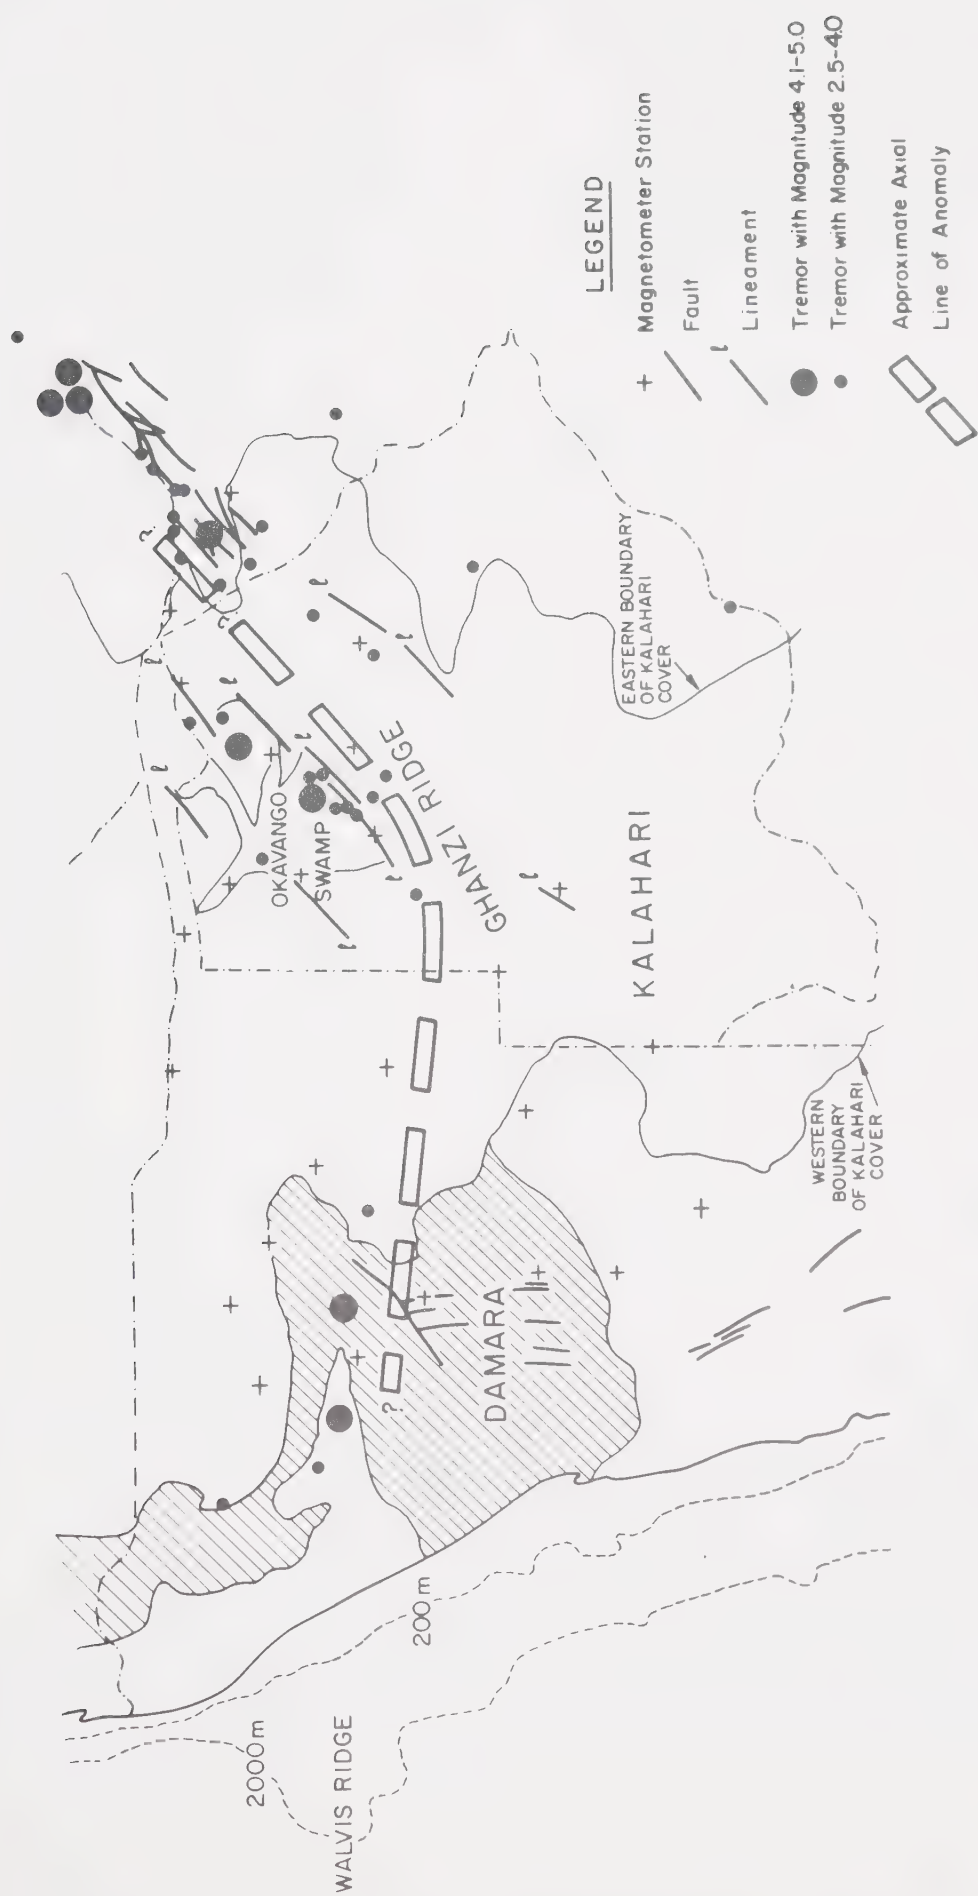 LEGEND
+ Magnetometer Station
Fault
l
Lineament
Tremor with Magnitude 4.1-5.0
Tremor with Magnitude 2.5-4.0
Approximate Axial
Line of Anomaly
WALVIS RIDGE
2000m
200m
DAMARA
?
OKAVANGO
SWAMP
GHANZI RIDGE
KALAHARI
WESTERN
BOUNDARY
OF KALAHARI
COVER
EASTERN BOUNDARY
OF KALAHARI
COVER
l
l
l
l
l
l
l
l
l
?
?